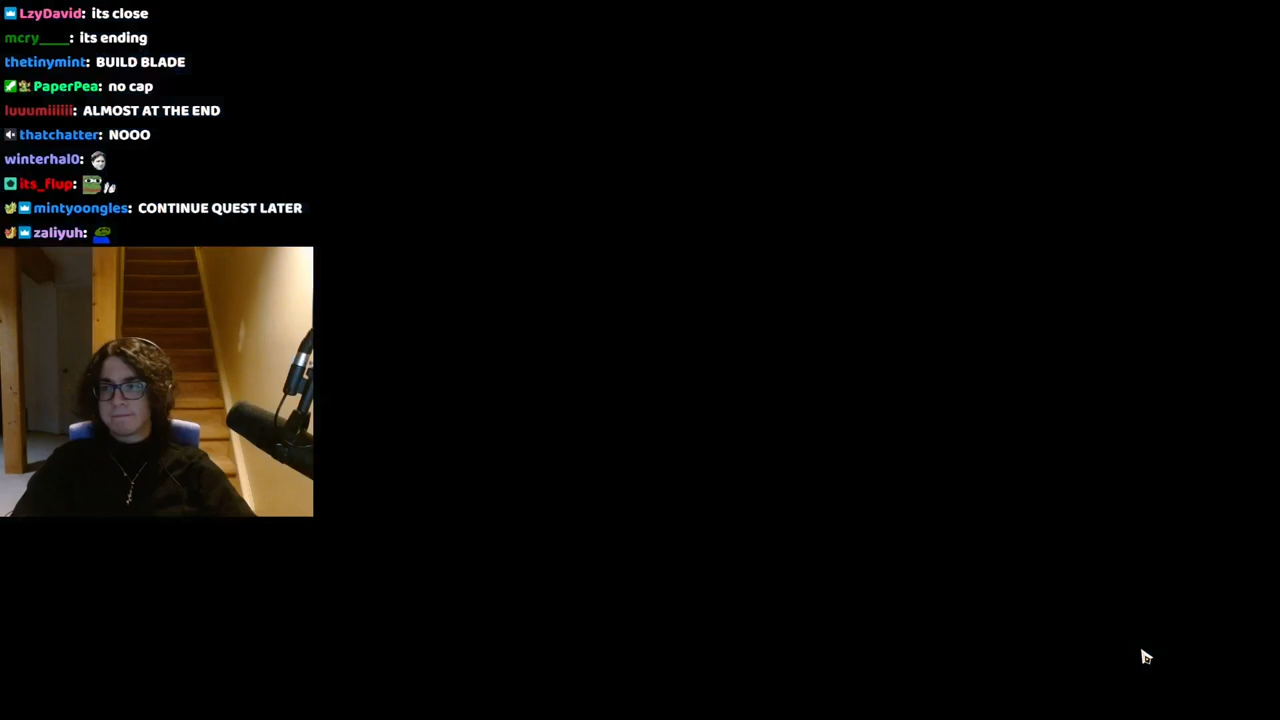 LzyDavid: its close
mcry____: its ending
thetinymint: BUILD BLADE
PaperPea: no cap
luuumiiiiii: ALMOST AT THE END
thatchatter: NOOO
winterhal0:
its_flup:
mintyoongles: CONTINUE QUEST LATER
zaliyuh: